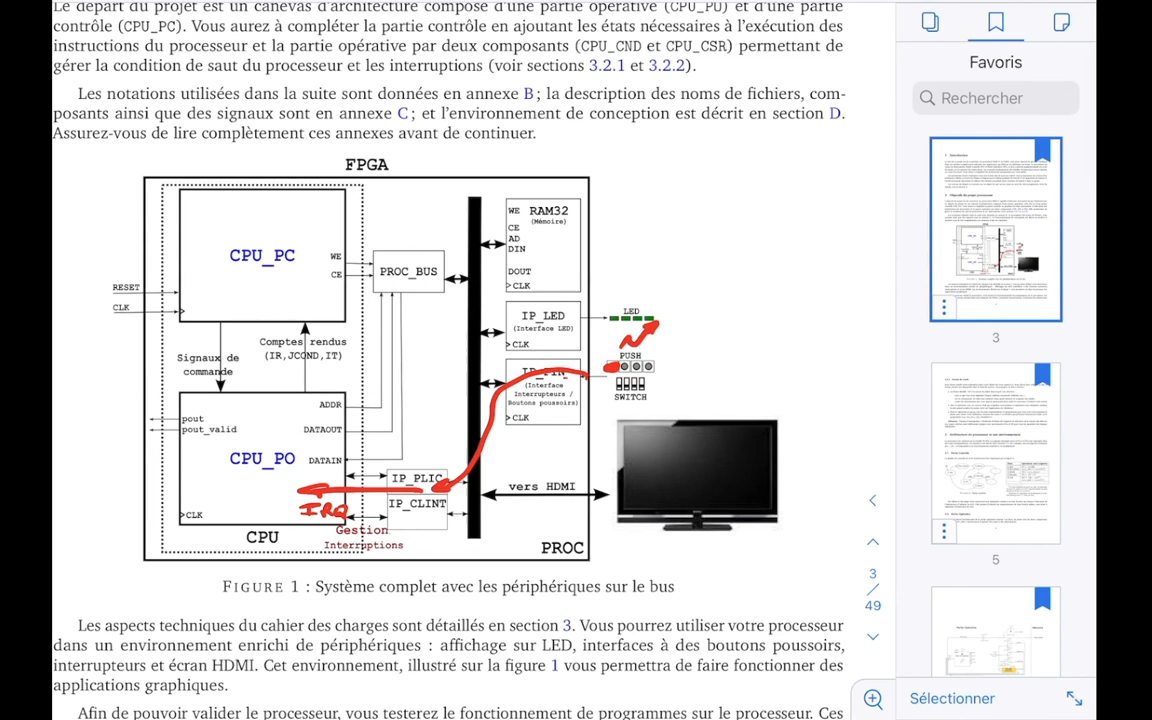 Le départ du projet est un canevas d'architecture composé d'une partie opérative (CPU_PO) et d'une partie
contrôle (CPU_PC). Vous aurez à compléter la partie contrôle en ajoutant les états nécessaires à l'exécution des
instructions du processeur et la partie opérative par deux composants (CPU_CND et CPU_CSR) permettant de
gérer la condition de saut du processeur et les interruptions (voir sections 3.2.1 et 3.2.2).
Les notations utilisées dans la suite sont données en annexe B ; la description des noms de fichiers, com-
posants ainsi que des signaux sont en annexe C ; et l'environnement de conception est décrit en section D.
Assurez-vous de lire complètement ces annexes avant de continuer.
FPGA
CPU_PC
WE
CE
RESET
CLK
PROC_BUS
Signaux de
commande
Comptes rendus
(IR,JCOND,IT)
ADDR
pout
pout_valid
DATAOUT
CPU_PO
DATAIN
>CLK
CPU
IRQ
IP_PLIC
IP_CLINT
Gestion
Interruptions
WE
RAM32
(Mémoire)
CE
AD
DIN
DOUT
>CLK
IP_LED
(Interface LED)
>CLK
IP_PIN
(Interface
Interrupteurs /
Boutons poussoirs)
>CLK
LED
PUSH
SWITCH
vers HDMI
PROC
FIGURE 1 : Système complet avec les périphériques sur le bus
Les aspects techniques du cahier des charges sont détaillés en section 3. Vous pourrez utiliser votre processeur
dans un environnement enrichi de périphériques : affichage sur LED, interfaces à des boutons poussoirs,
interrupteurs et écran HDMI. Cet environnement, illustré sur la figure 1 vous permettra de faire fonctionner des
applications graphiques.
Afin de pouvoir valider le processeur, vous testerez le fonctionnement de programmes sur le processeur. Ces
3
/
49
Favoris
Rechercher
3
5
Sélectionner